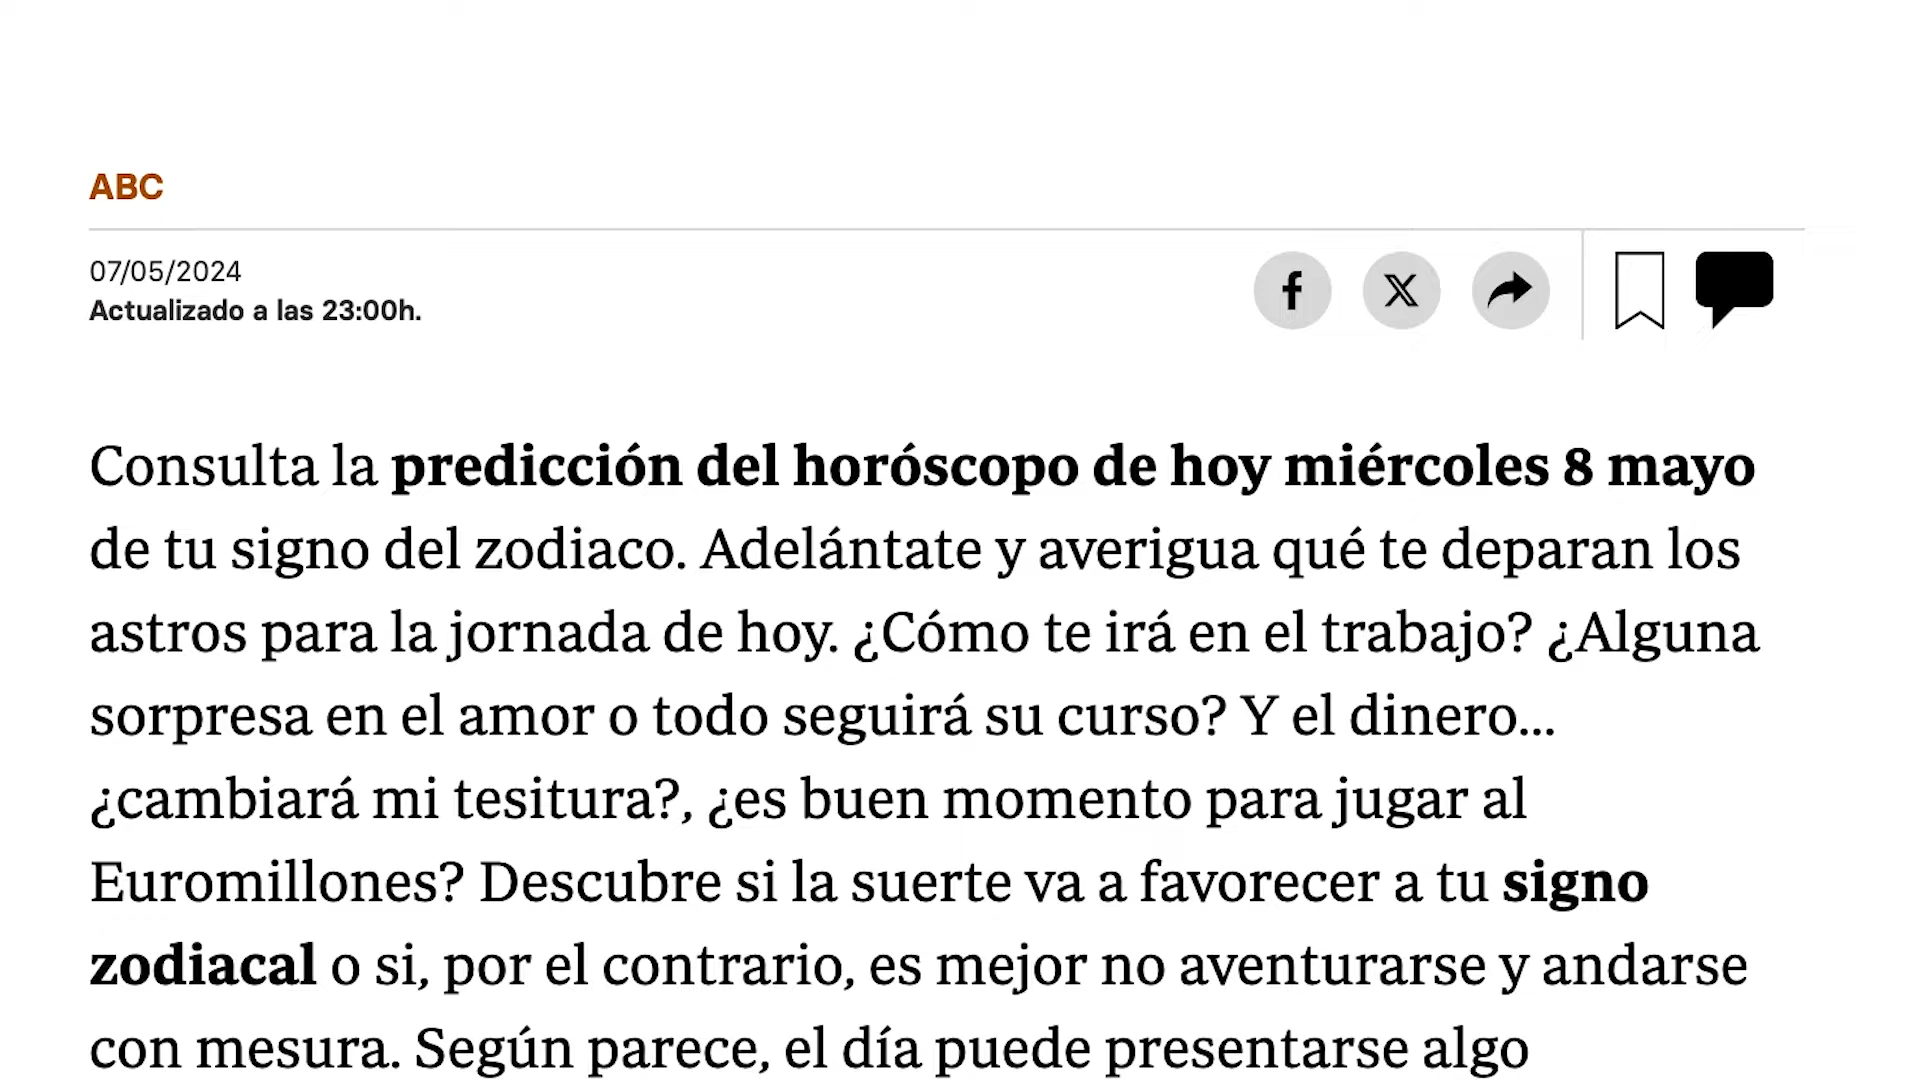 ABC
07/05/2024
Actualizado a las 23:00h.
Consulta la predicción del horóscopo de hoy miércoles 8 mayo
de tu signo del zodiaco. Adelántate y averigua qué te deparan los
astros para la jornada de hoy. ¿Cómo te irá en el trabajo? ¿Alguna
sorpresa en el amor o todo seguirá su curso? Y el dinero...
¿cambiará mi tesitura?, ¿es buen momento para jugar al
Euromillones? Descubre si la suerte va a favorecer a tu signo
zodiacal o si, por el contrario, es mejor no aventurarse y andarse
con mesura. Según parece, el día puede presentarse algo